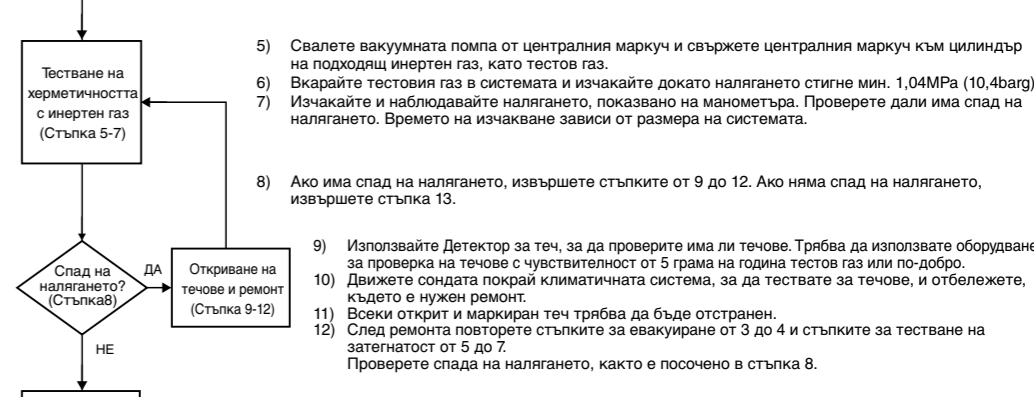 Тестване на
херметичността
с инертен газ
(Стъпка 5-7)
5) Свалете вакуумната помпа от централния маркуч и свържете централния маркуч към цилиндър
на подходящ инертен газ, като тестов газ.
6) Вкарайте тестовия газ в системата и изчакайте докато налягането стигне мин. 1,04MPa (10,4barg)
7) Изчакайте и наблюдавайте налягането, показвано на манометъра. Проверете дали има спад на
налягането. Времето на изчакване зависи от размера на системата.
8) Ако има спад на налягането, извършете стъпките от 9 до 12. Ако няма спад на налягането,
извършете стъпка 13.
Спад на
налягането?
(Стъпка8)
ДА
НЕ
Откриване на
течове и ремонт
(Стъпка 9-12)
9) Използвайте Детектор за теч, за да проверите има ли течове. Трябва да използвате оборудване
за проверка на течове с чувствителност от 5 грама на година тестов газ или по-добро.
10) Движете сондата покрай климатичната система, за да тествате за течове, и отбележете,
където е нужен ремонт.
11) Всеки открит и маркиран теч трябва да бъде отстранен.
12) След ремонта повторете стъпките за евакуиране от 3 до 4 и стъпките за тестване на
затегнатост от 5 до 7.
Проверете спада на налягането, както е посочено в стъпка 8.